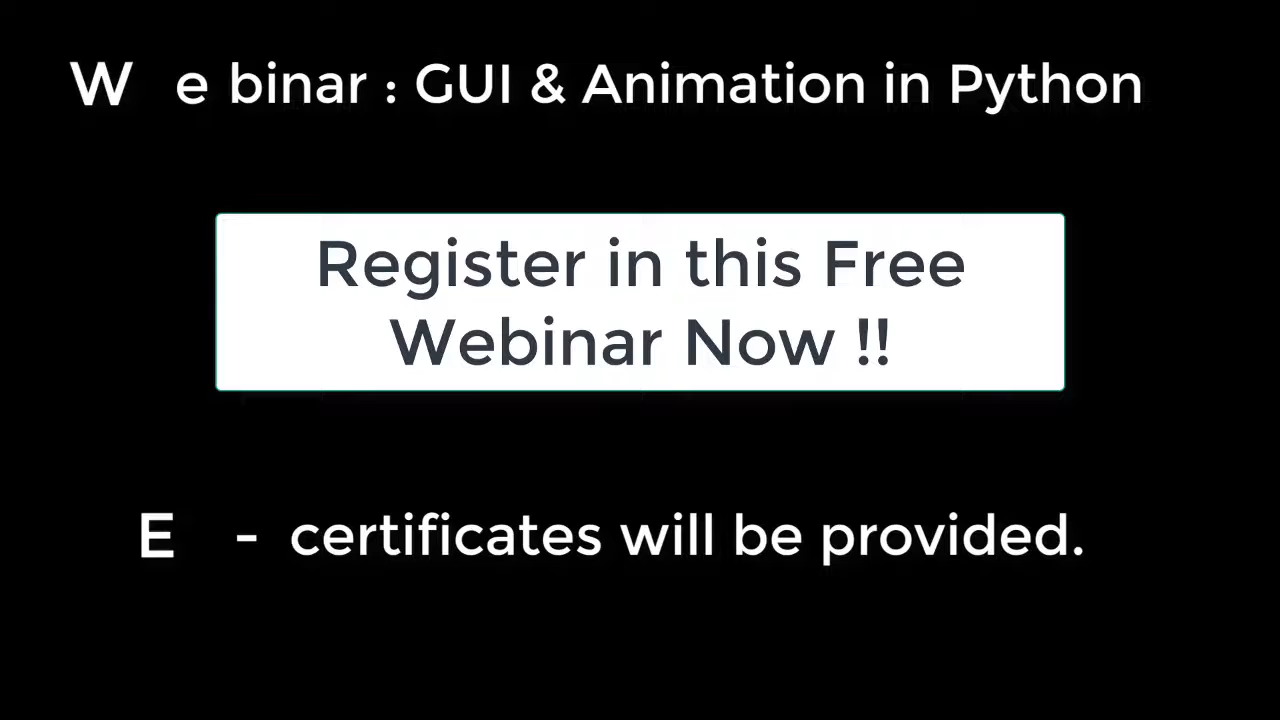 W e binar : GUI & Animation in Python
Register in this Free
Webinar Now !!
E - certificates will be provided.